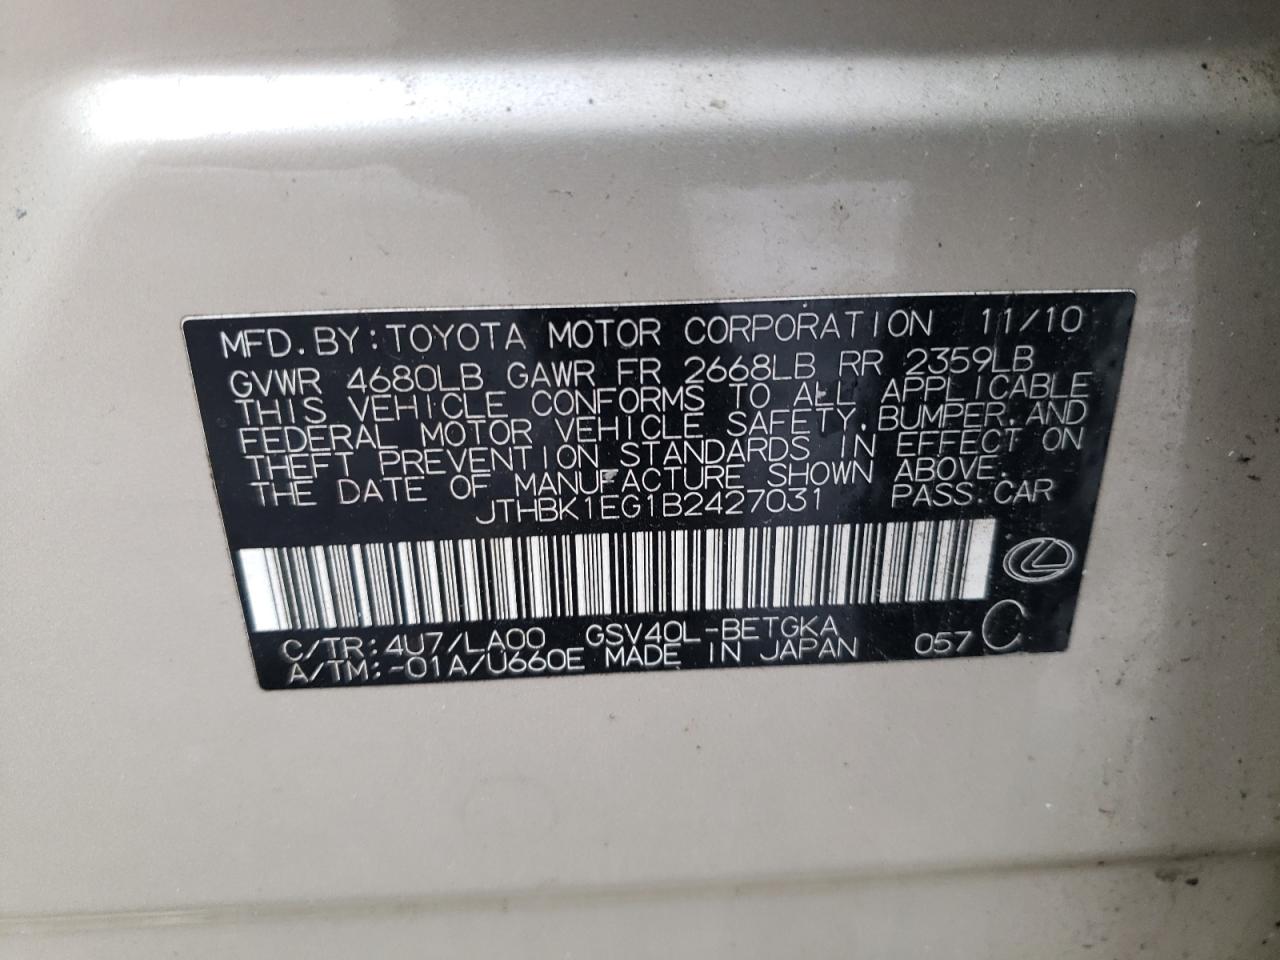 MFD. BY: TOYOTA MOTOR CORPORATION 11/10
GVWR 4680LB GAWR FR 2668LB RR 2359LB
THIS VEHICLE CONFORMS TO ALL APPLICABLE
FEDERAL MOTOR VEHICLE SAFETY, BUMPER, AND
THEFT PREVENTION STANDARDS IN EFFECT ON
THE DATE OF MANUFACTURE SHOWN ABOVE.
JTHBK1EG1B2427031 PASS. CAR
C/TR: 4U7/LA00 GSV40L-BETGKA
A/TM: -01A/U660E MADE IN JAPAN 057 C